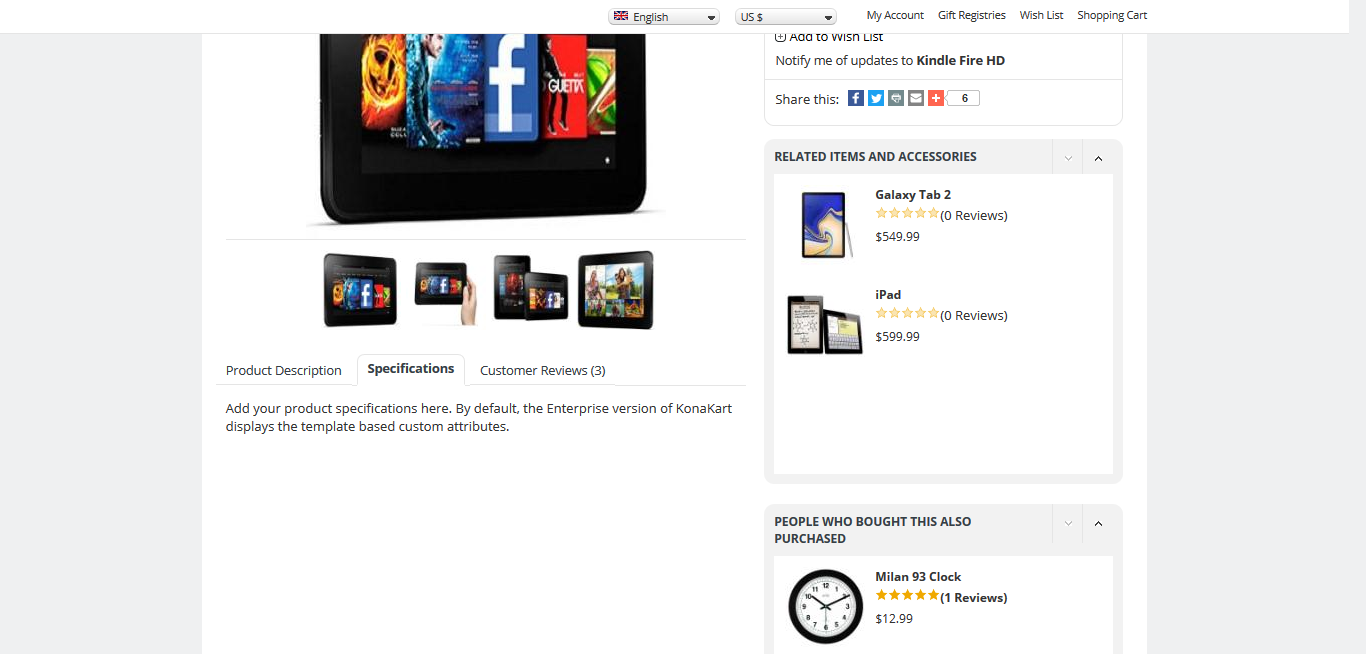 English
US $
My Account
Gift Registries
Wish List
Shopping Cart
Add to Wish List
Notify me of updates to Kindle Fire HD
Share this:
6
GUETTA
RELATED ITEMS AND ACCESSORIES
Galaxy Tab 2
(0 Reviews)
$549.99
iPad
(0 Reviews)
$599.99
Product Description
Specifications
Customer Reviews (3)
Add your product specifications here. By default, the Enterprise version of KonaKart
displays the template based custom attributes.
PEOPLE WHO BOUGHT THIS ALSO
PURCHASED
Milan 93 Clock
(1 Reviews)
$12.99